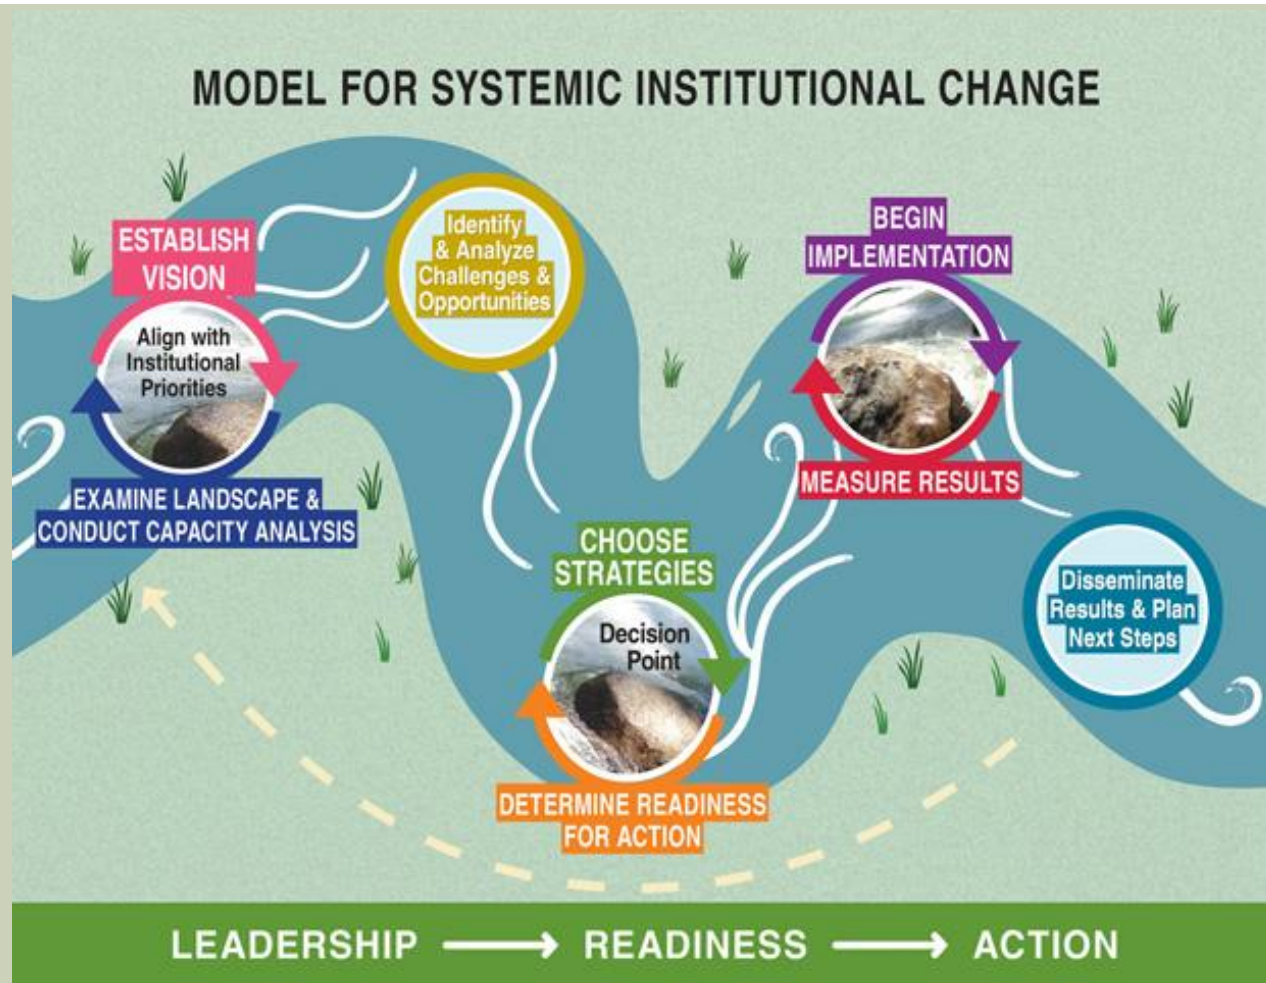 MODEL FOR SYSTEMIC INSTITUTIONAL CHANGE
ESTABLISH
VISION
Align with
Institutional
Priorities
EXAMINE LANDSCAPE &
CONDUCT CAPACITY ANALYSIS
Identify
& Analyze
Challenges &
Opportunities
CHOOSE
STRATEGIES
Decision
Point
DETERMINE READINESS
FOR ACTION
BEGIN
IMPLEMENTATION
MEASURE RESULTS
Disseminate
Results & Plan
Next Steps
LEADERSHIP → READINESS → ACTION